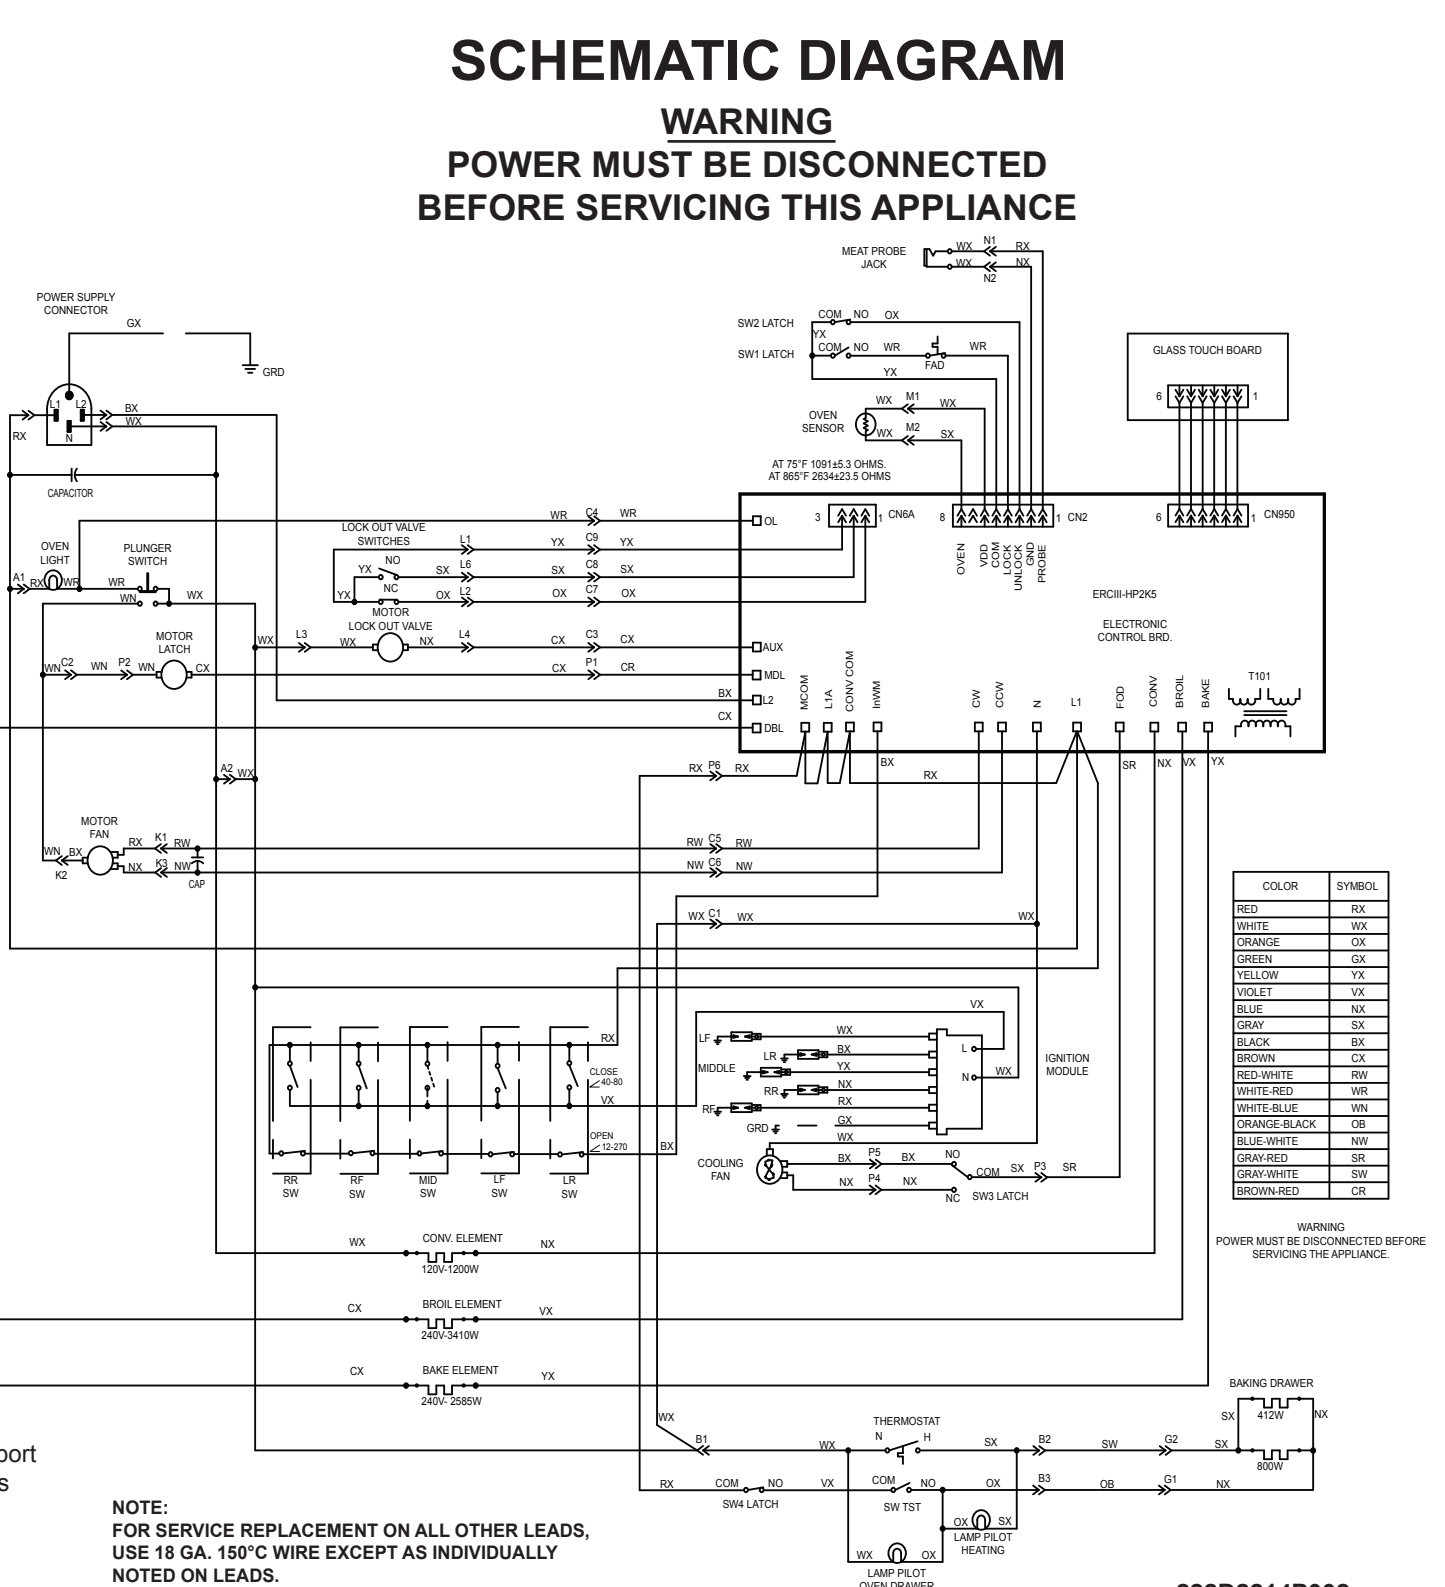 SCHEMATIC DIAGRAM
WARNING
POWER MUST BE DISCONNECTED
BEFORE SERVICING THIS APPLIANCE
MEAT PROBE
JACK
WX N1 RX
WX N2 NX
POWER SUPPLY
CONNECTOR
GX
GRD
L1 L2
N
RX
BX
WX
CAPACITOR
SW2 LATCH
COM NO OX
YX
SW1 LATCH
COM NO WR
FAD
WR
YX
OVEN
SENSOR
WX M1 WX
WX M2 SX
AT 75°F 1091±5.3 OHMS.
AT 865°F 2634±23.5 OHMS
GLASS TOUCH BOARD
6 1
WR C4 WR
OL
3 1 CN6A
8 1 CN2
6 1 CN950
LOCK OUT VALVE
SWITCHES
L1 YX C9 YX
NO
YX SX L6 SX C8 SX
NC
YX OX L2 OX C7 OX
OVEN
LIGHT
PLUNGER
SWITCH
A1 RX WR WR
WN WX
MOTOR
LOCK OUT VALVE
WX L3 WX NX L4 CX C3 CX
AUX
MOTOR
LATCH
WN C2 WN P2 WN CX CX P1 CR
MDL
BX L2
CX DBL
OVEN
VDD
COM
LOCK
UNLOCK
GND
PROBE
ERCIII-HP2K5
ELECTRONIC
CONTROL BRD.
T101
MCOM
L1A
CONV COM
InWM
CW
CCW
N
L1
FOD
CONV
BROIL
BAKE
A2 WX
RX P6 RX
BX
RX
SR NX VX YX
MOTOR
FAN
WN BX
K2
RX K1 RW
NX K3 NW
CAP
RW C5 RW
NW C6 NW
WX C1 WX WX
COLOR SYMBOL
RED RX
WHITE WX
ORANGE OX
GREEN GX
YELLOW YX
VIOLET VX
BLUE NX
GRAY SX
BLACK BX
BROWN CX
RED-WHITE RW
WHITE-RED WR
WHITE-BLUE WN
ORANGE-BLACK OB
BLUE-WHITE NW
GRAY-RED SR
GRAY-WHITE SW
BROWN-RED CR
WARNING
POWER MUST BE DISCONNECTED BEFORE
SERVICING THE APPLIANCE.
RX
CLOSE
40-80
VX
OPEN
12-270
BX
RR
SW
RF
SW
MID
SW
LF
SW
LR
SW
VX
LF WX
LR BX
MIDDLE YX
RR NX
RF RX
GRD GX
L
N WX
IGNITION
MODULE
WX
COOLING
FAN
BX P5 BX NO
NX P4 NX NC
COM SX P3 SR
SW3 LATCH
WX CONV. ELEMENT NX
120V-1200W
CX BROIL ELEMENT VX
240V-3410W
CX BAKE ELEMENT YX
240V- 2585W
WX
B1 WX
THERMOSTAT
N H
SX B2 SW G2 SX
BAKING DRAWER
SX 412W NX
800W
RX COM NO VX COM NO OX B3 OB G1 NX
SW4 LATCH
SW TST
OX SX
LAMP PILOT
HEATING
WX OX
LAMP PILOT
port
s
NOTE:
FOR SERVICE REPLACEMENT ON ALL OTHER LEADS,
USE 18 GA. 150°C WIRE EXCEPT AS INDIVIDUALLY
NOTED ON LEADS.